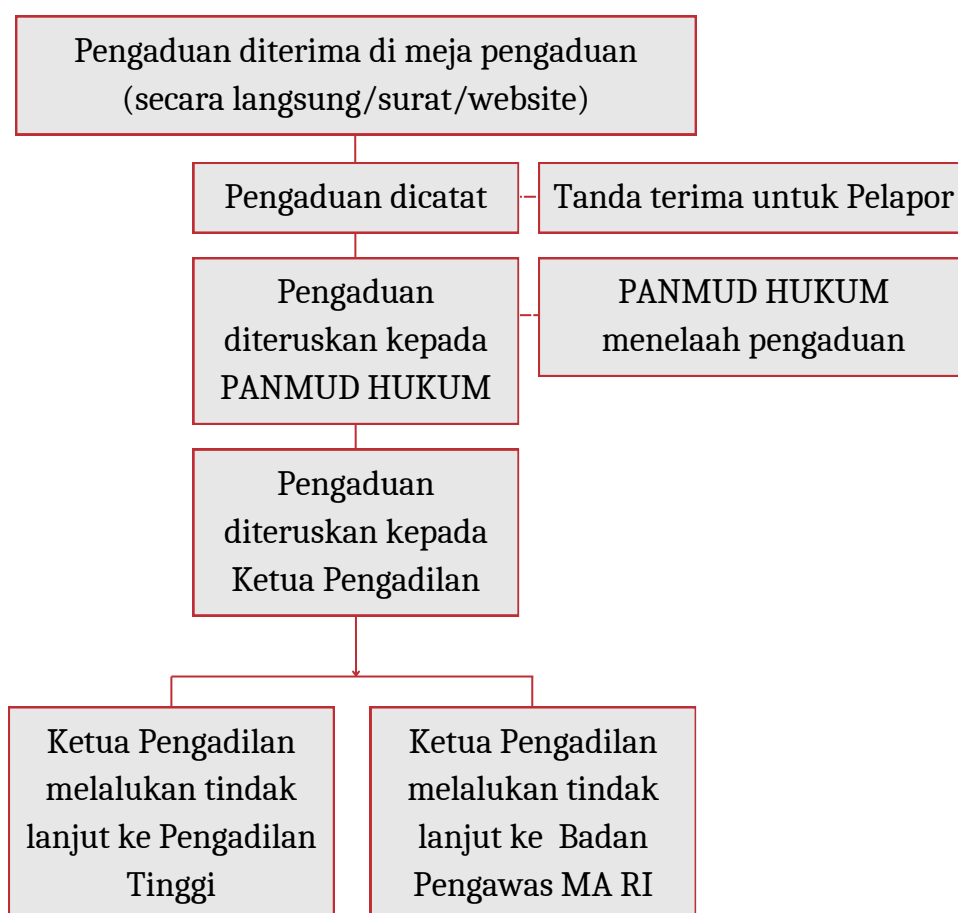 Pengaduan diterima di meja pengaduan
(secara langsung/surat/website)
Pengaduan dicatat
Tanda terima untuk Pelapor
Pengaduan
diteruskan kepada
PANMUD HUKUM
PANMUD HUKUM
menelaah pengaduan
Pengaduan
diteruskan kepada
Ketua Pengadilan
Ketua Pengadilan
melalukan tindak
lanjut ke Pengadilan
Tinggi
Ketua Pengadilan
melalukan tindak
lanjut ke  Badan
Pengawas MA RI